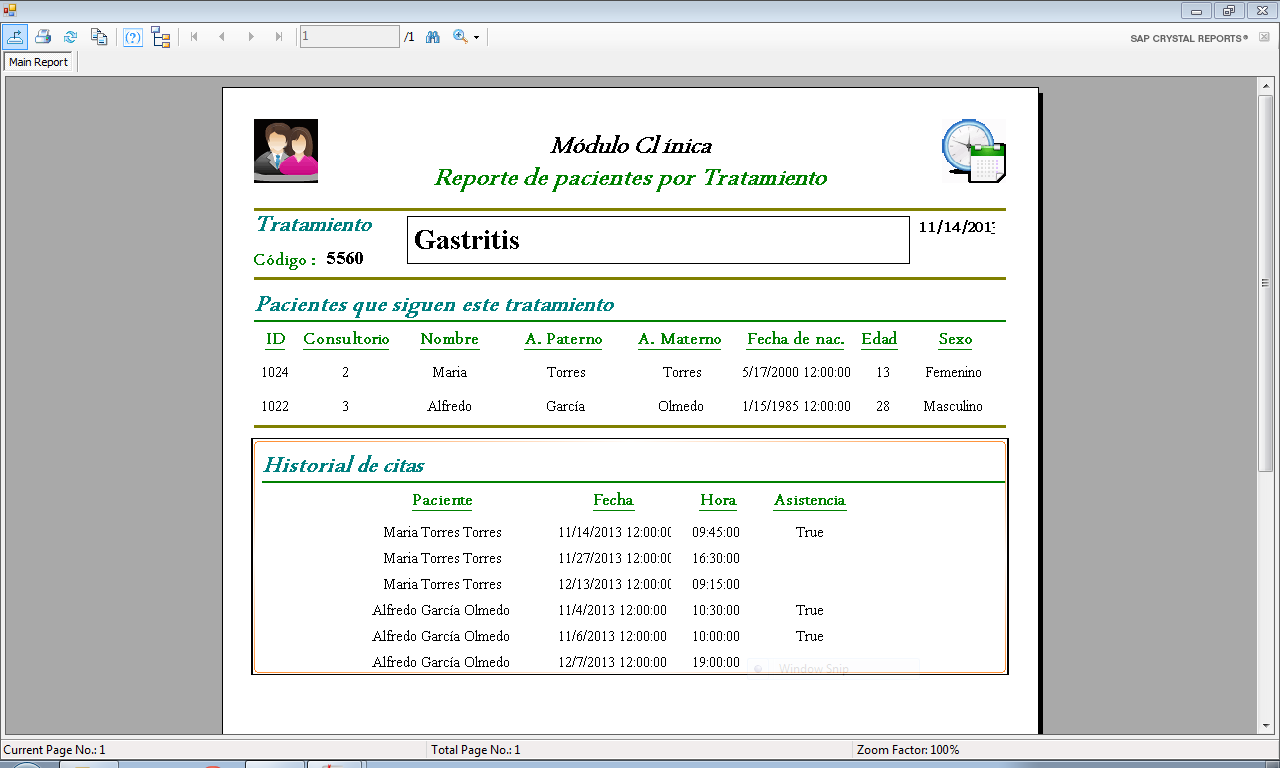 1 /1
SAP CRYSTAL REPORTS®
Main Report
Módulo Clínica
Reporte de pacientes por Tratamiento
Tratamiento Gastritis 11/14/2013
Código : 5560
Pacientes que siguen este tratamiento
ID Consultorio Nombre A. Paterno A. Materno Fecha de nac. Edad Sexo
1024 2 Maria Torres Torres 5/17/2000 12:00:00 13 Femenino
1022 3 Alfredo García Olmedo 1/15/1985 12:00:00 28 Masculino
Historial de citas
Paciente Fecha Hora Asistencia
Maria Torres Torres 11/14/2013 12:00:00 09:45:00 True
Maria Torres Torres 11/27/2013 12:00:00 16:30:00
Maria Torres Torres 12/13/2013 12:00:00 09:15:00
Alfredo García Olmedo 11/4/2013 12:00:00 10:30:00 True
Alfredo García Olmedo 11/6/2013 12:00:00 10:00:00 True
Alfredo García Olmedo 12/7/2013 12:00:00 19:00:00
Window Snip
Current Page No.: 1 Total Page No.: 1 Zoom Factor: 100%